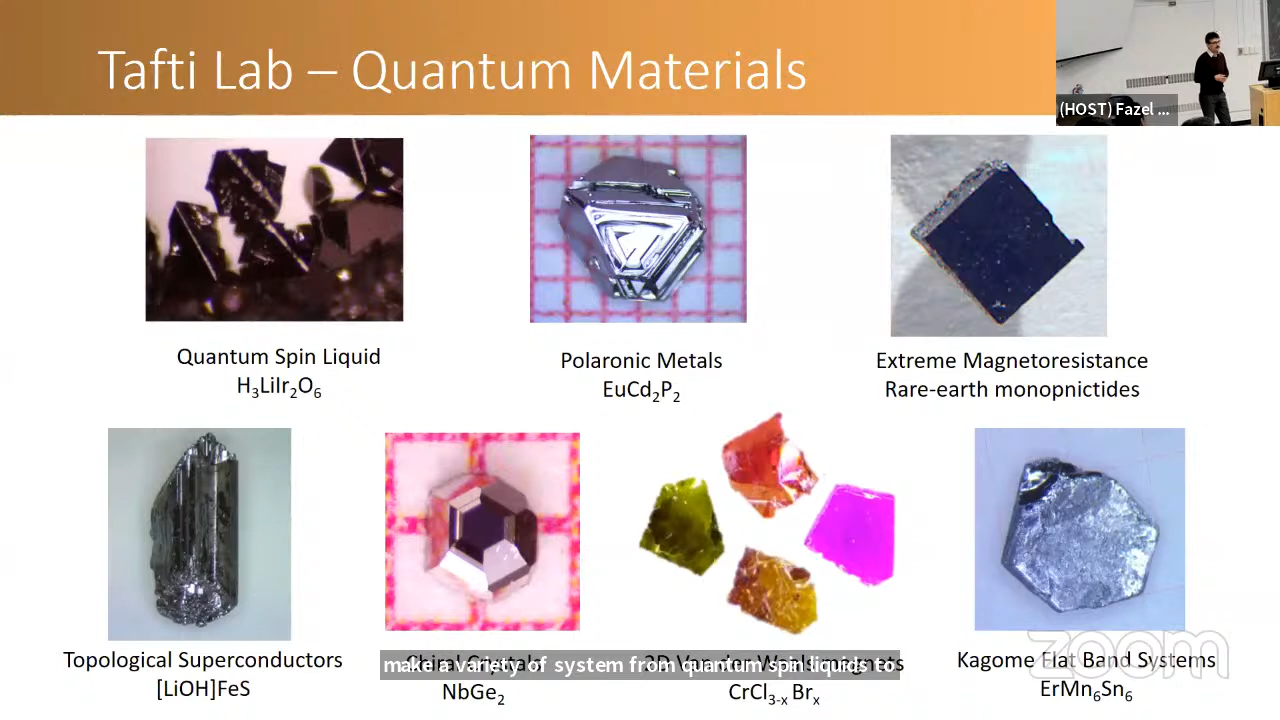 Tafti Lab – Quantum Materials
(HOST) Fazel ...
Quantum Spin Liquid
H₃LiIr₂O₆
Polaronic Metals
EuCd₂P₂
Extreme Magnetoresistance
Rare-earth monopnictides
Topological Superconductors
[LiOH]FeS
make a variety of system from quantum spin liquids to
NbGe₂
CrCl₃₋ₓ Brₓ
Kagome Flat Band Systems
ErMn₆Sn₆
zoom